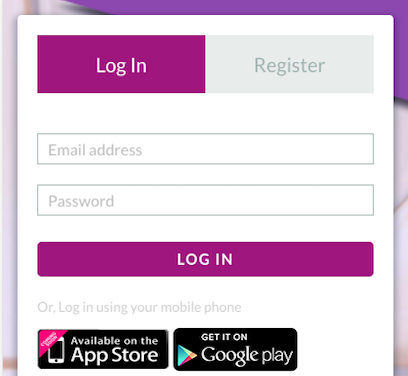 Log In
Register
Email address
Password
LOG IN
Or, Log in using your mobile phone
Available on the
App Store
GET IT ON
Google play